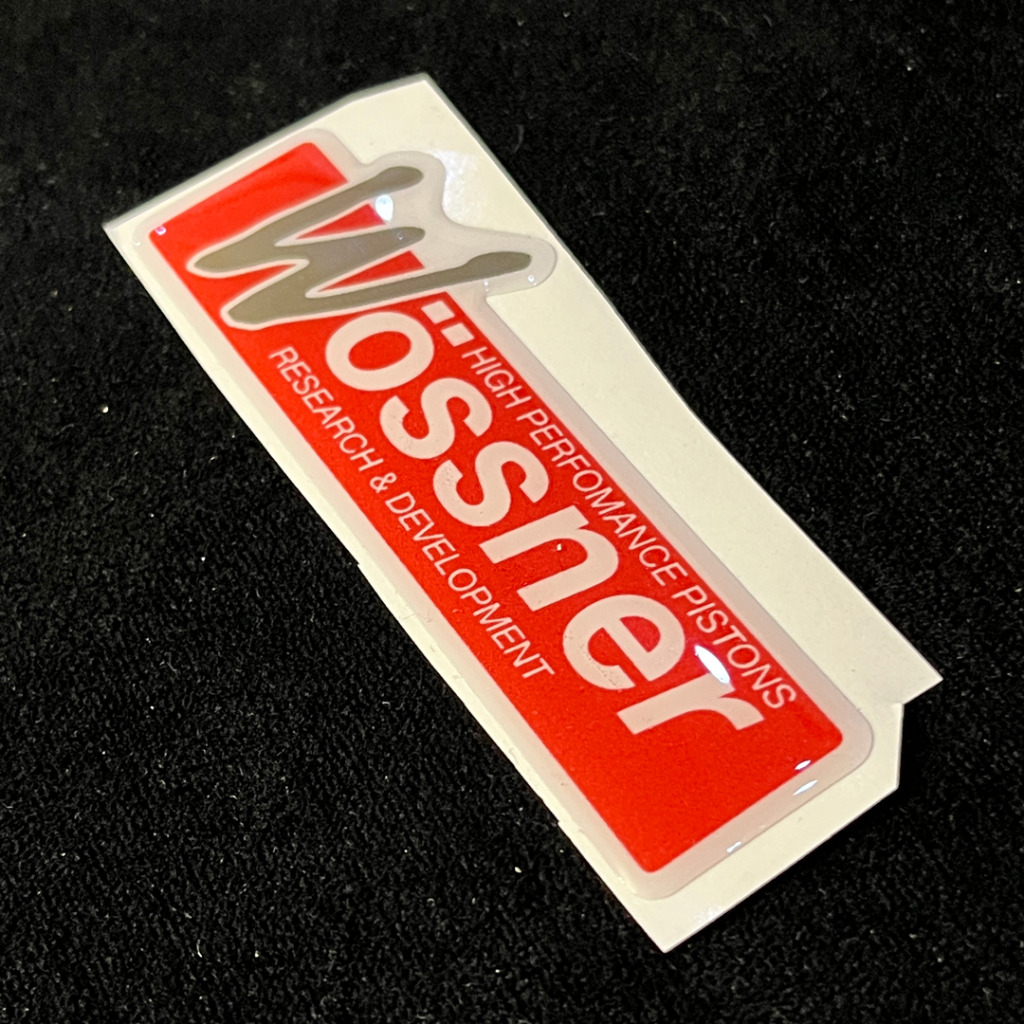 HIGH PERFOMANCE PISTONS
Wössner
RESEARCH & DEVELOPMENT